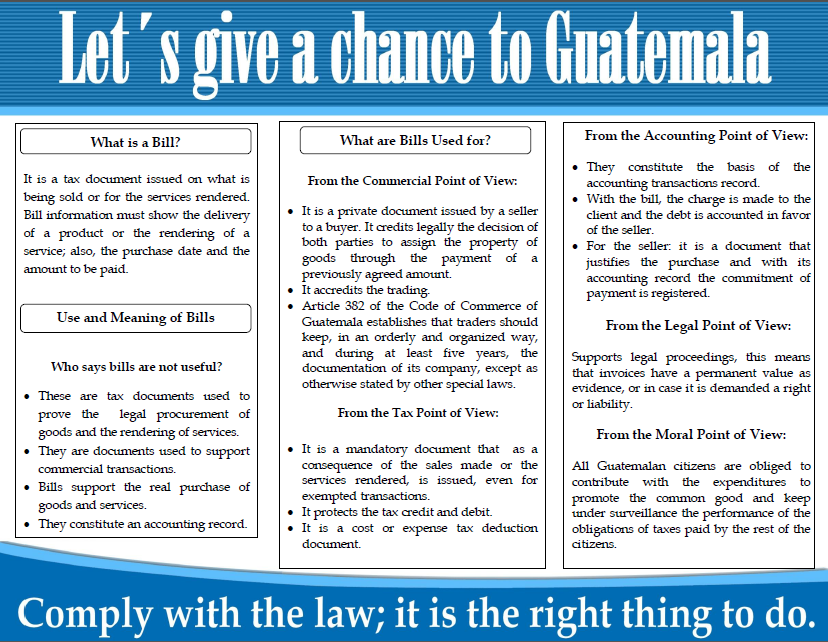 Let´s give a chance to Guatemala
What is a Bill?
It is a tax document issued on what is
being sold or for the services rendered.
Bill information must show the delivery
of a product or the rendering of a
service; also, the purchase date and the
amount to be paid.
Use and Meaning of Bills
Who says bills are not useful?
• These are tax documents used to
prove the legal procurement of
goods and the rendering of services.
• They are documents used to support
commercial transactions.
• Bills support the real purchase of
goods and services.
• They constitute an accounting record.
What are Bills Used for?
From the Commercial Point of View:
• It is a private document issued by a seller
to a buyer. It credits legally the decision of
both parties to assign the property of
goods through the payment of a
previously agreed amount.
• It accredits the trading.
• Article 382 of the Code of Commerce of
Guatemala establishes that traders should
keep, in an orderly and organized way,
and during at least five years, the
documentation of its company, except as
otherwise stated by other special laws.
From the Tax Point of View:
• It is a mandatory document that as a
consequence of the sales made or the
services rendered, is issued, even for
exempted transactions.
• It protects the tax credit and debit.
• It is a cost or expense tax deduction
document.
From the Accounting Point of View:
• They constitute the basis of the
accounting transactions record.
• With the bill, the charge is made to the
client and the debt is accounted in favor
of the seller.
• For the seller: it is a document that
justifies the purchase and with its
accounting record the commitment of
payment is registered.
From the Legal Point of View:
Supports legal proceedings, this means
that invoices have a permanent value as
evidence, or in case it is demanded a right
or liability.
From the Moral Point of View:
All Guatemalan citizens are obliged to
contribute with the expenditures to
promote the common good and keep
under surveillance the performance of the
obligations of taxes paid by the rest of the
citizens.
Comply with the law; it is the right thing to do.